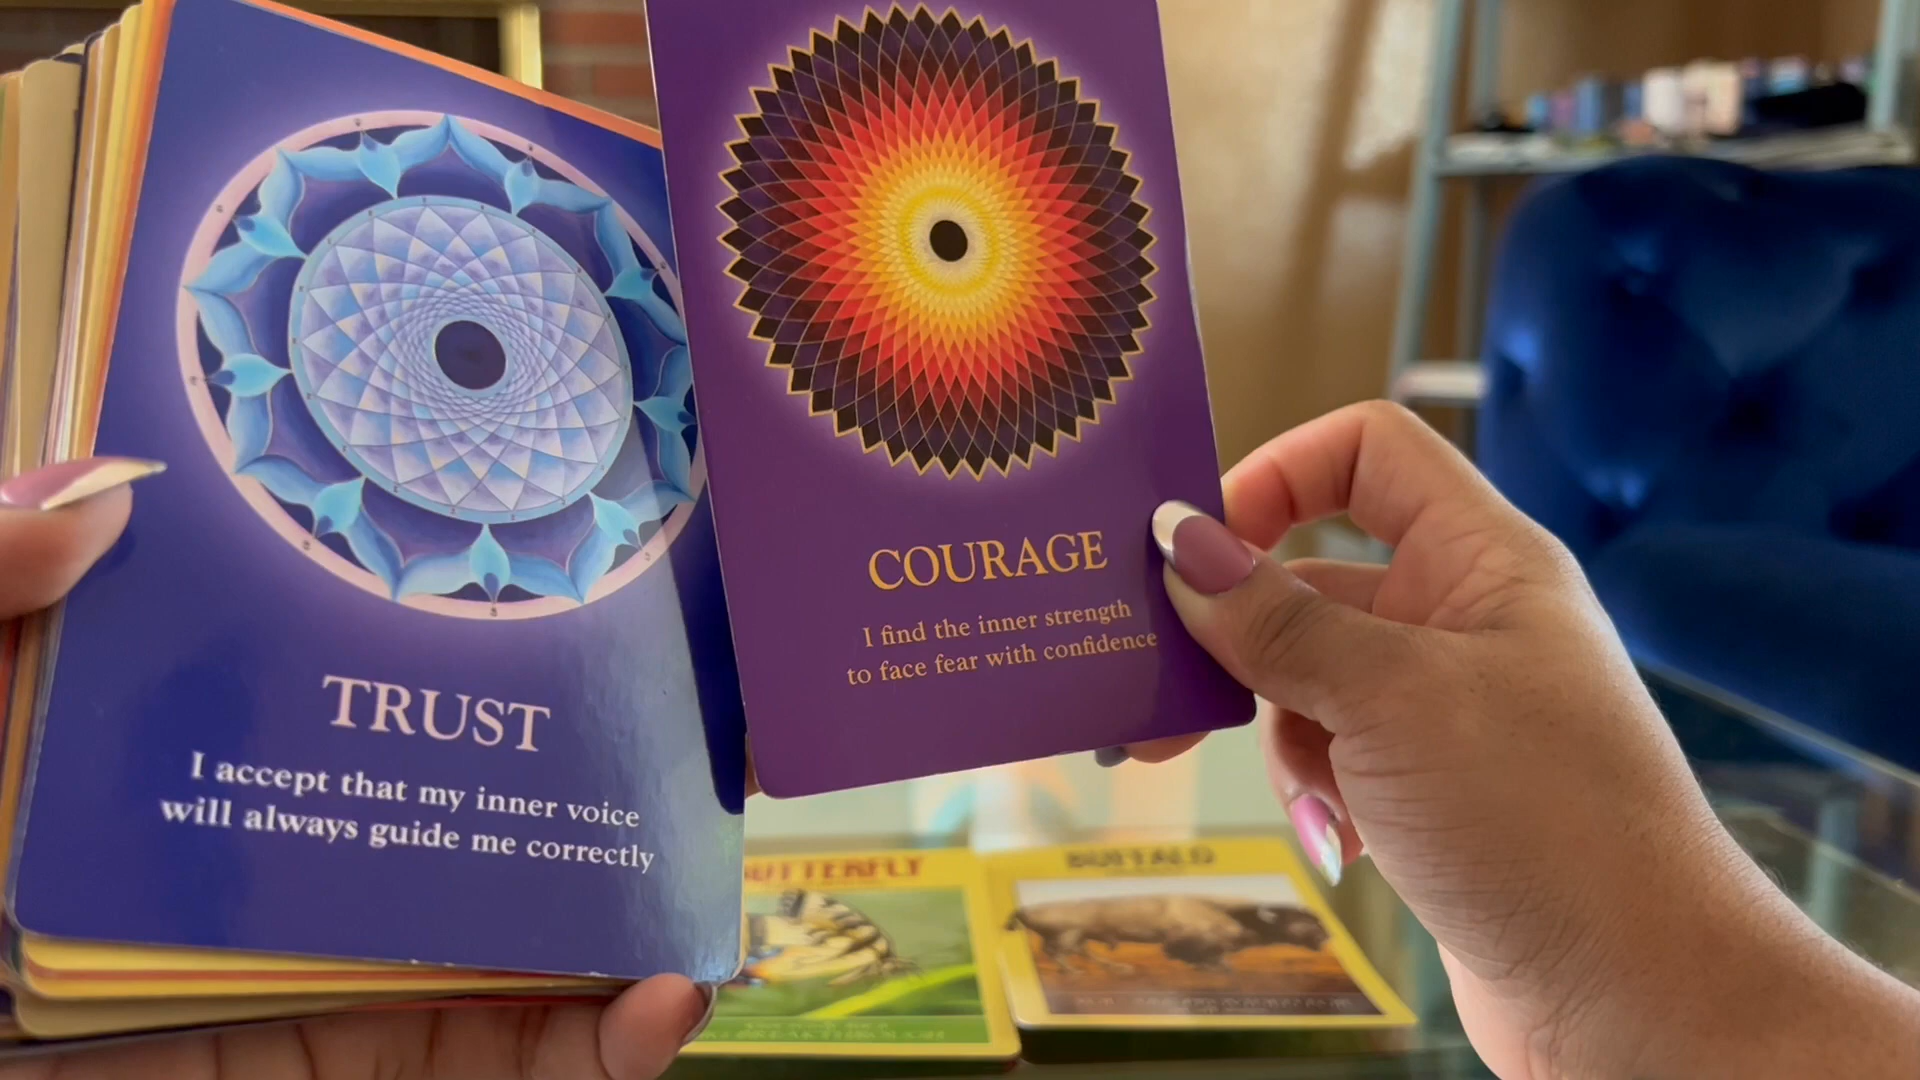 TRUST
I accept that my inner voice
will always guide me correctly
COURAGE
I find the inner strength
to face fear with confidence
BUTTERFLY
BUFFALO